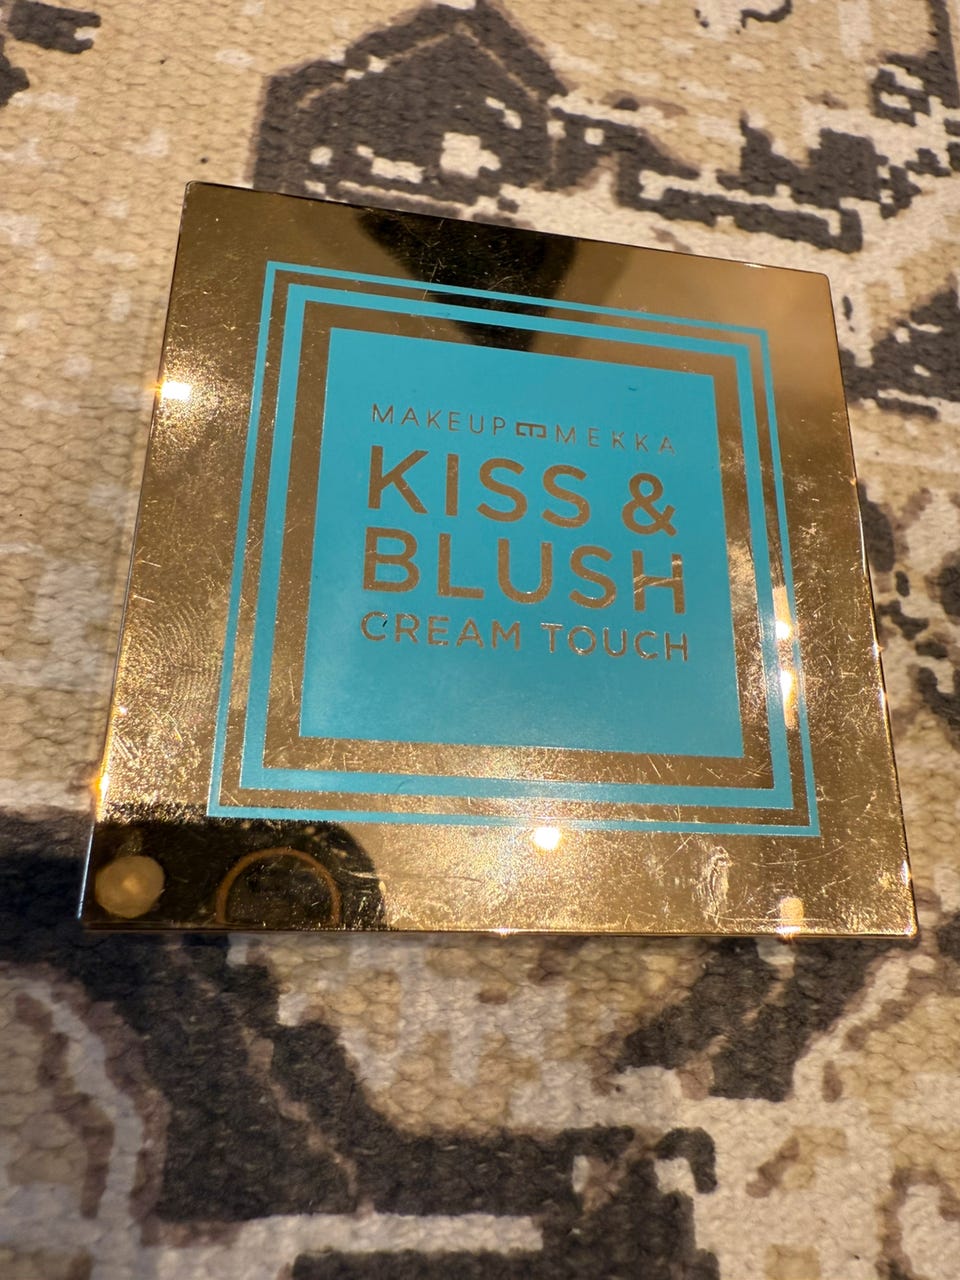 MAKEUP MEKKA
KISS &
BLUSH
CREAM TOUCH